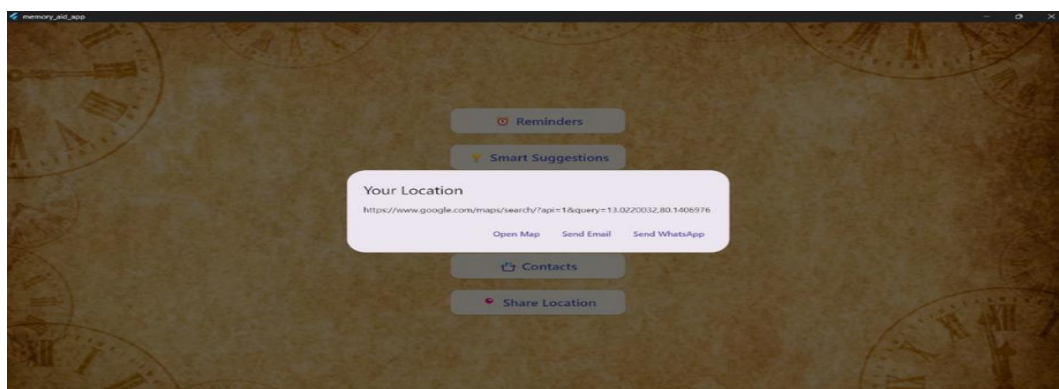 memory_aid_app
Reminders
Smart Suggestions
Your Location
https://www.google.com/maps/search/?api=1&query=13.0220032,80.1406976
Open Map Send Email Send WhatsApp
Contacts
Share Location